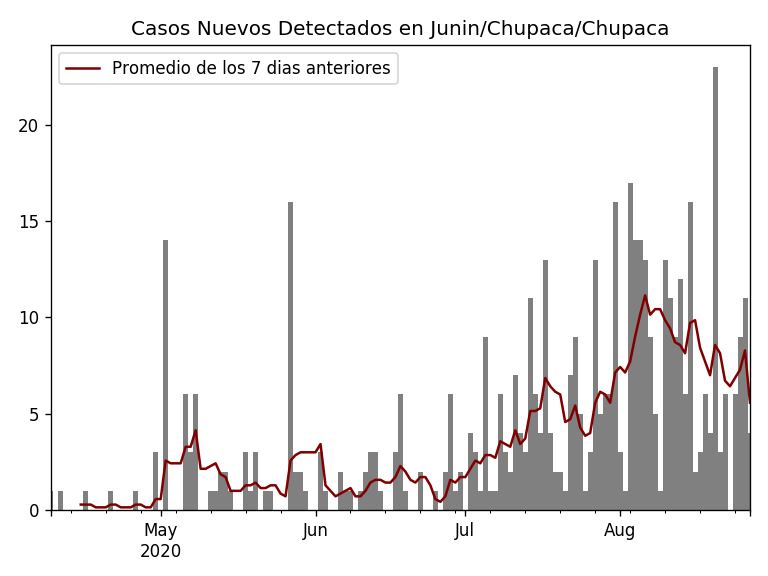 Casos Nuevos Detectados en Junin/Chupaca/Chupaca
Promedio de los 7 dias anteriores
20
15
10
5
0
May
2020
Jun
Jul
Aug